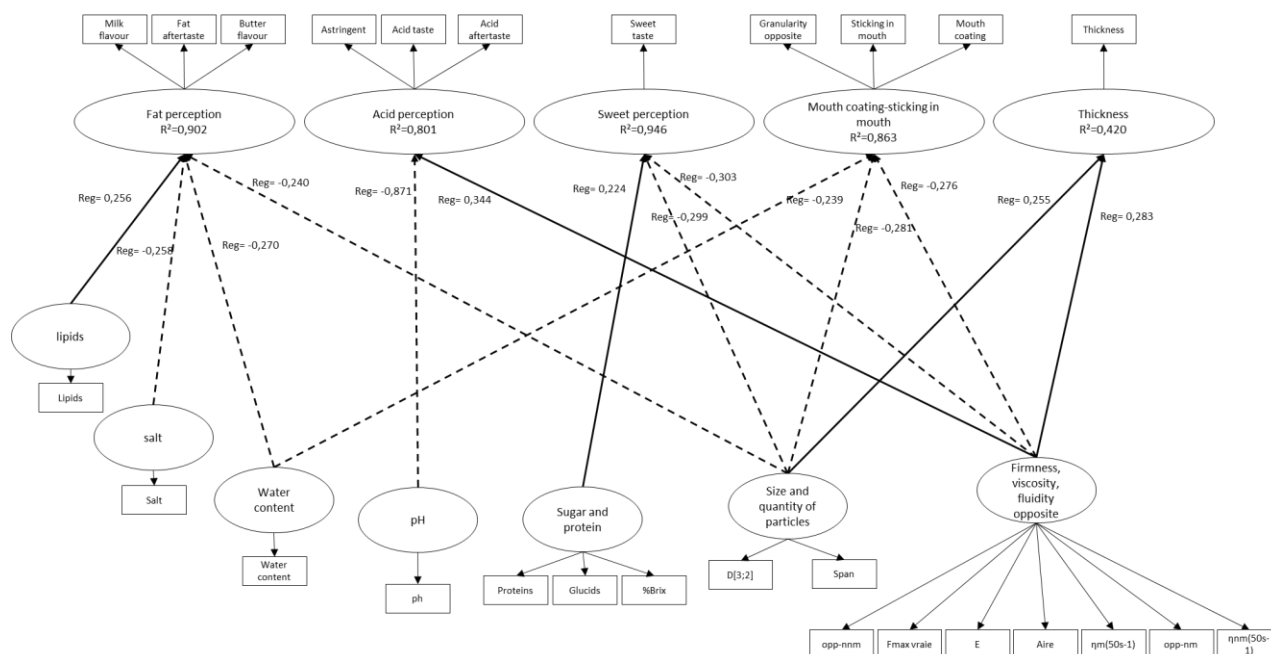 Milk
flavour
Fat
aftertaste
Butter
flavour
Astringent
Acid taste
Acid
aftertaste
Sweet
taste
Granularity
opposite
Sticking in
mouth
Mouth
coating
Thickness
Fat perception
R²=0,902
Acid perception
R²=0,801
Sweet perception
R²=0,946
Mouth coating-sticking in
mouth
R²=0,863
Thickness
R²=0,420
Reg= 0,256
Reg= -0,258
Reg= -0,270
Reg= -0,240
Reg= -0,871
Reg= 0,344
Reg= 0,224
Reg= -0,299
Reg= -0,303
Reg= -0,239
Reg= -0,281
Reg= -0,276
Reg= 0,255
Reg= 0,283
lipids
Lipids
salt
Salt
Water
content
Water
content
pH
ph
Sugar and
protein
Proteins
Glucids
%Brix
Size and
quantity of
particles
D[3;2]
Span
Firmness,
viscosity,
fluidity
opposite
opp-nnm
Fmax vraie
E
Aire
ηm(50s-1)
opp-nm
ηnm(50s-
1)